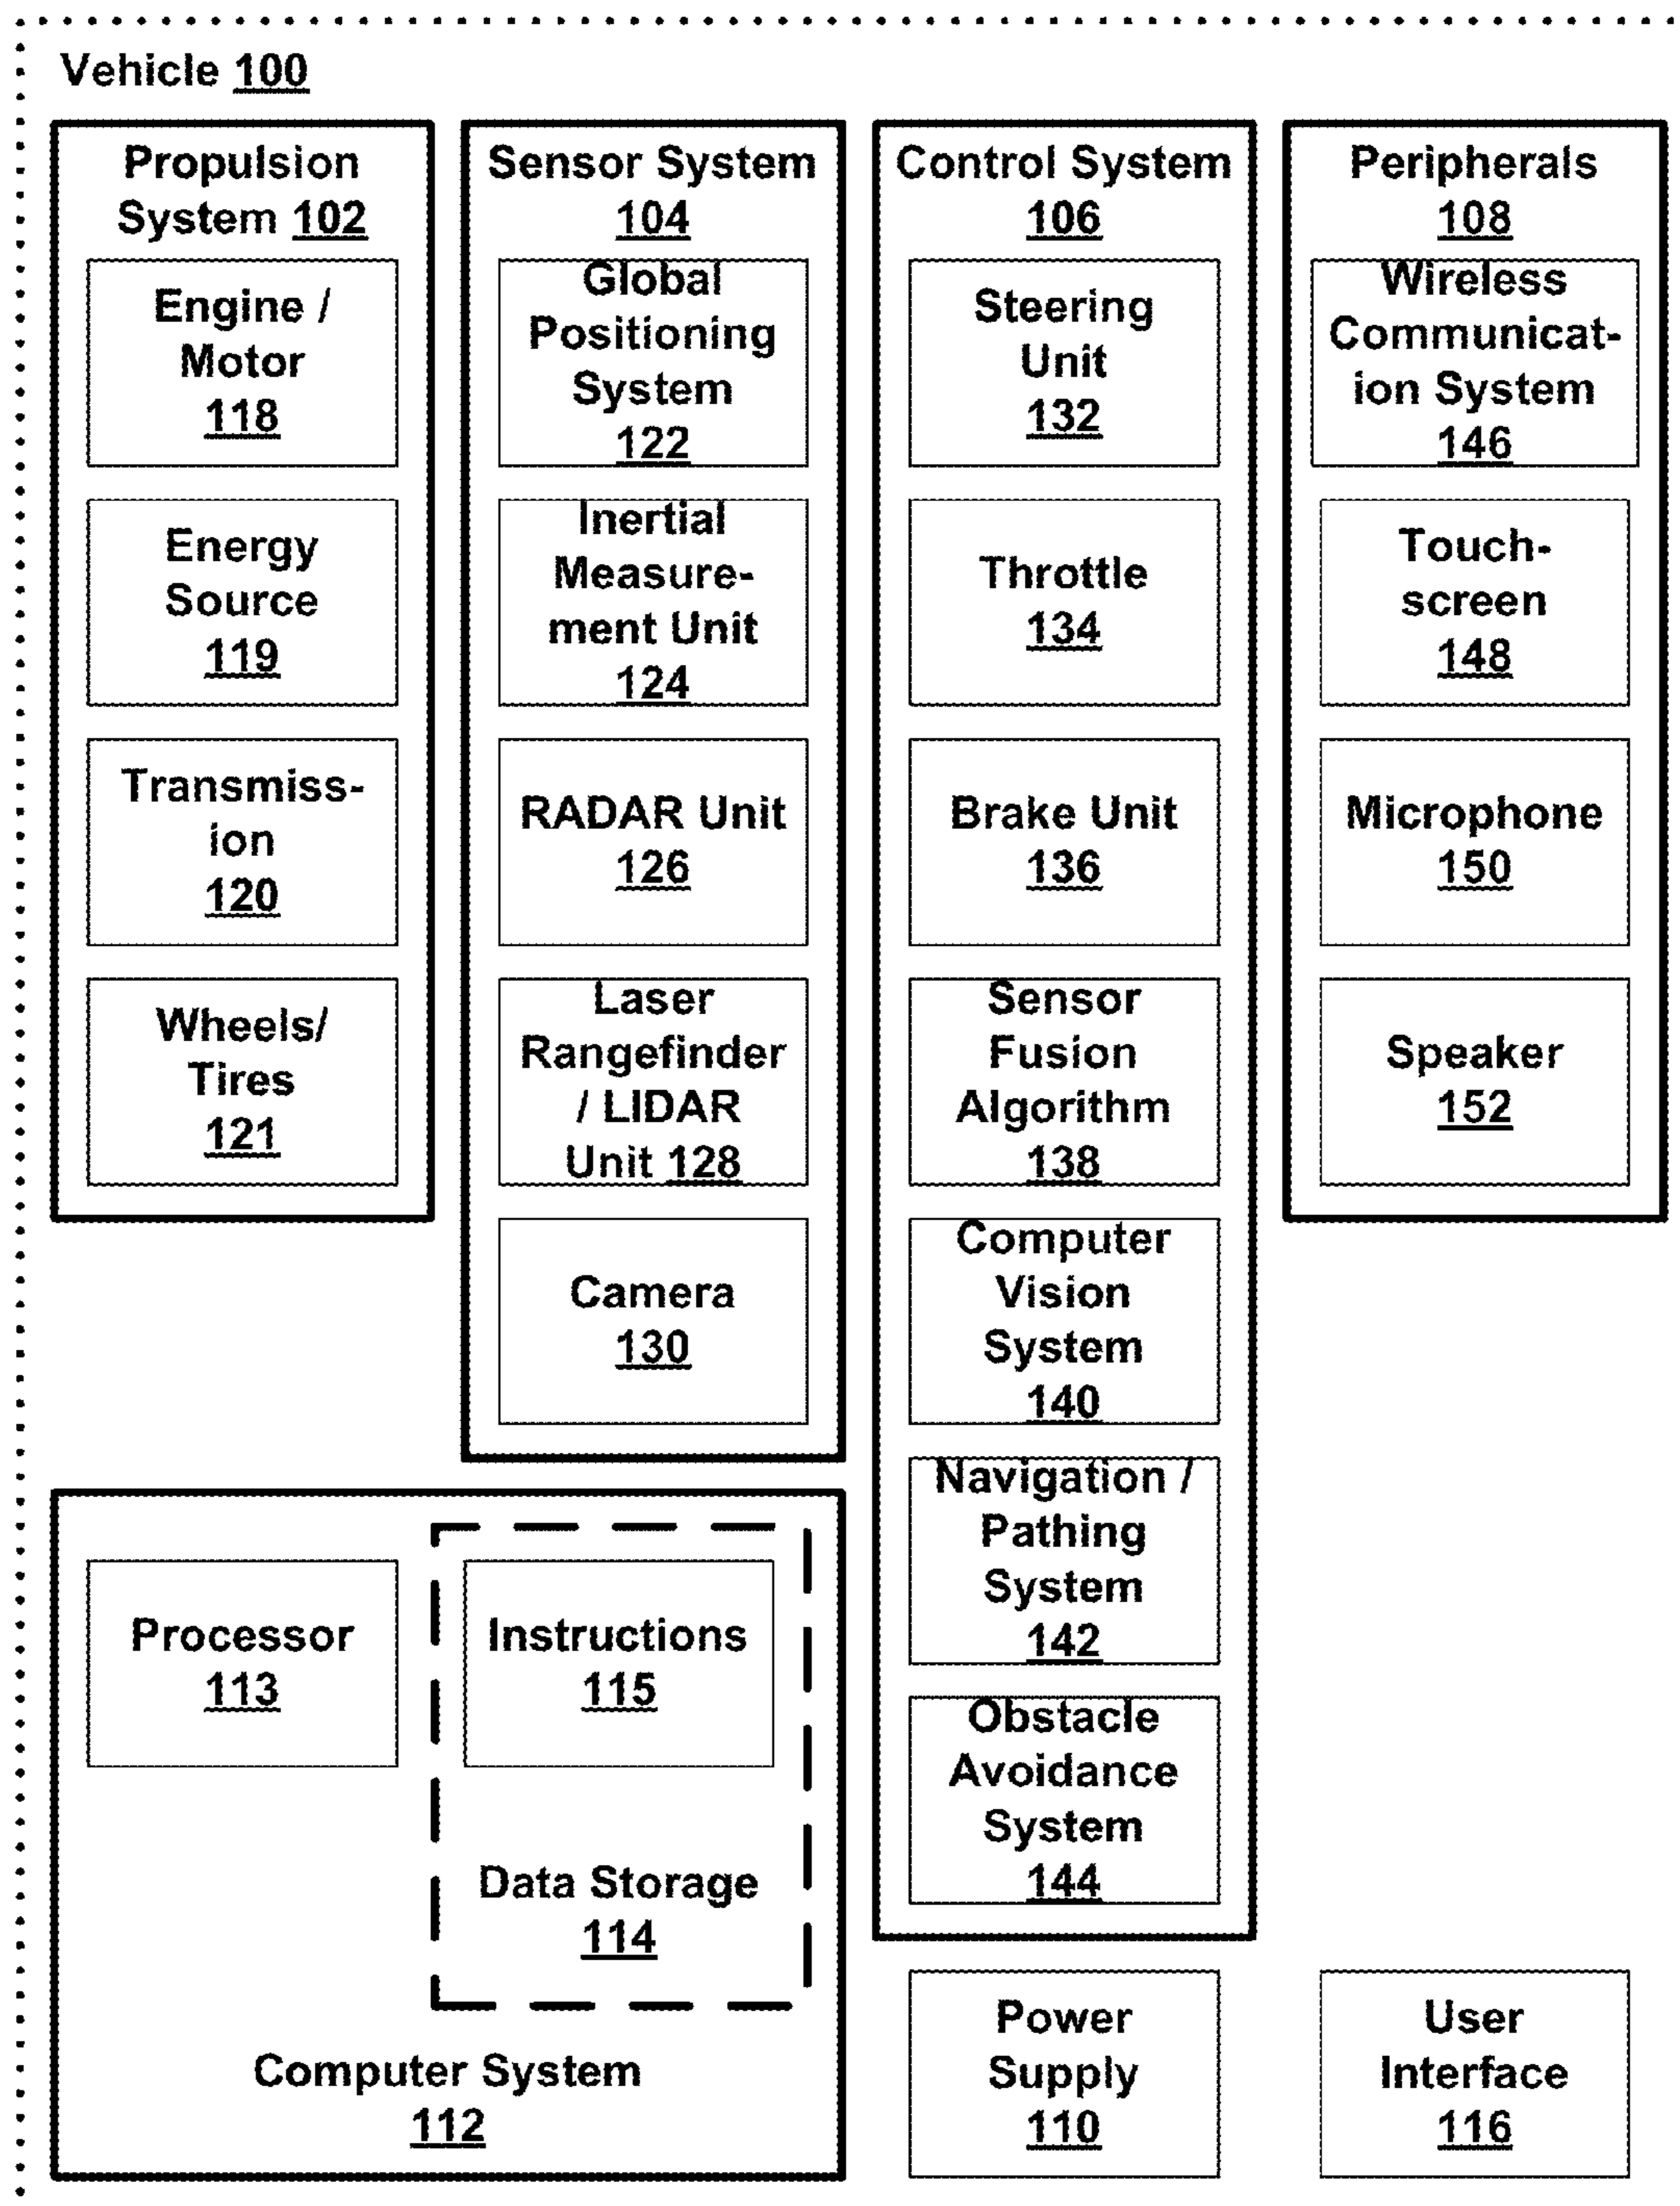 Vehicle 100
Propulsion
System 102
Engine /
Motor
118
Energy
Source
119
Transmiss-
ion
120
Wheels/
Tires
121
Sensor System
104
Global
Positioning
System
122
Inertial
Measure-
ment Unit
124
RADAR Unit
126
Laser
Rangefinder
/ LIDAR
Unit 128
Camera
130
Control System
106
Steering
Unit
132
Throttle
134
Brake Unit
136
Sensor
Fusion
Algorithm
138
Computer
Vision
System
140
Navigation /
Pathing
System
142
Obstacle
Avoidance
System
144
Peripherals
108
Wireless
Communicat-
ion System
146
Touch-
screen
148
Microphone
150
Speaker
152
Processor
113
Instructions
115
Data Storage
114
Computer System
112
Power
Supply
110
User
Interface
116